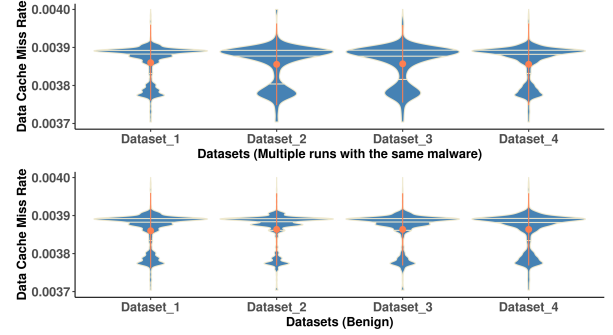 Data Cache Miss Rate
0.0040
0.0039
0.0038
0.0037
Dataset_1 Dataset_2 Dataset_3 Dataset_4
Datasets (Multiple runs with the same malware)
Data Cache Miss Rate
0.0040
0.0039
0.0038
0.0037
Dataset_1 Dataset_2 Dataset_3 Dataset_4
Datasets (Benign)